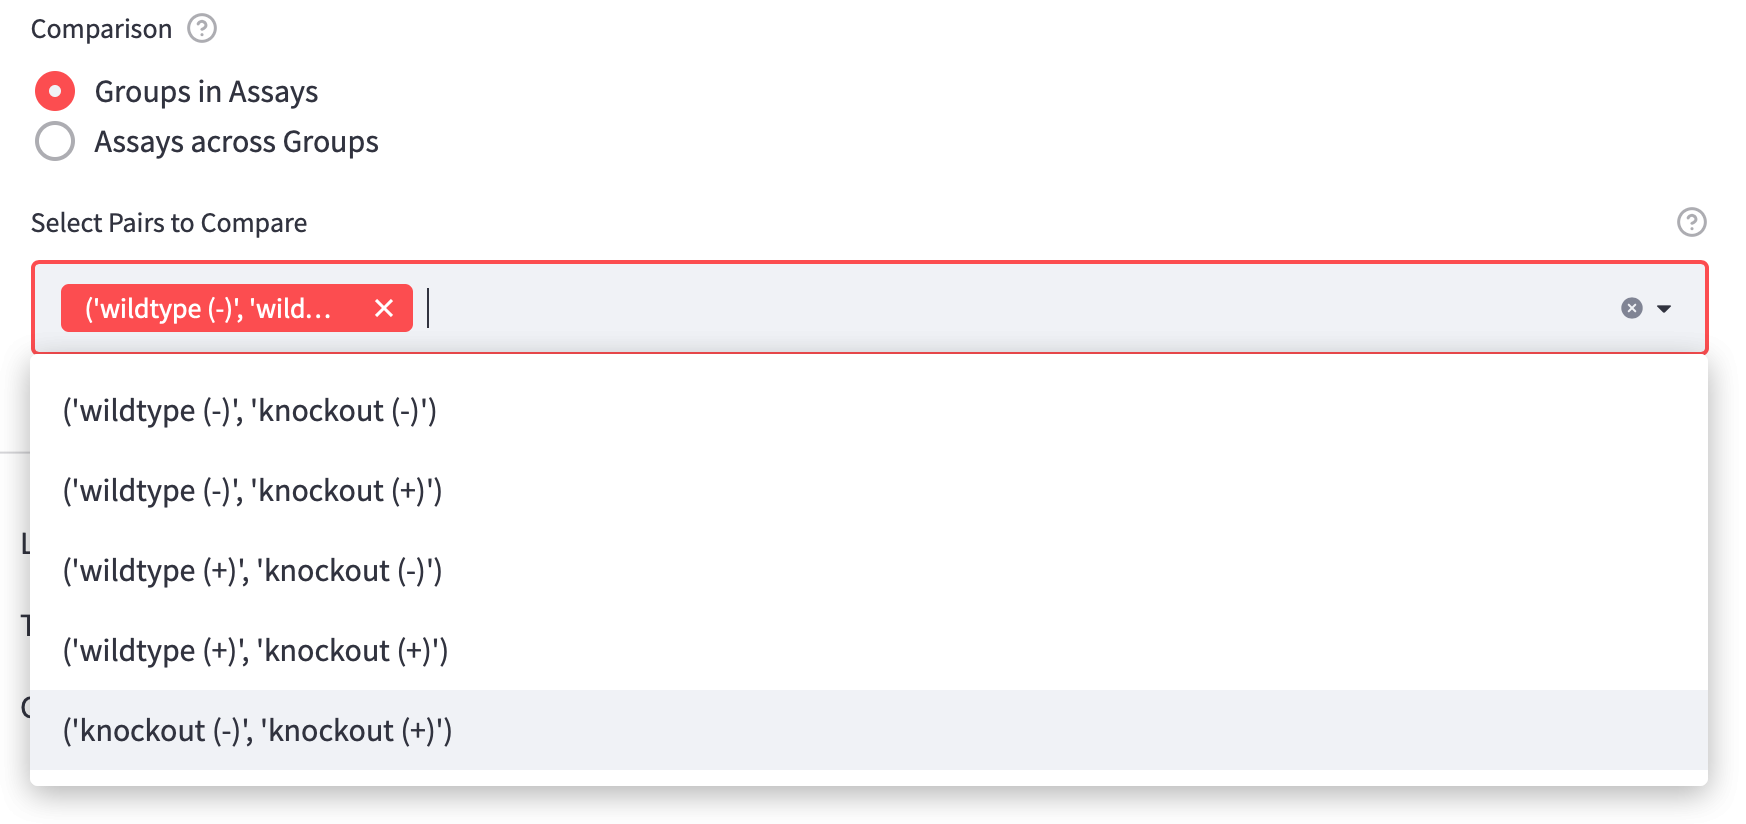 Comparison ?
Groups in Assays
Assays across Groups
Select Pairs to Compare ?
('wildtype (-)', 'wild...
('wildtype (-)', 'knockout (-)')
('wildtype (-)', 'knockout (+)')
('wildtype (+)', 'knockout (-)')
('wildtype (+)', 'knockout (+)')
('knockout (-)', 'knockout (+)')